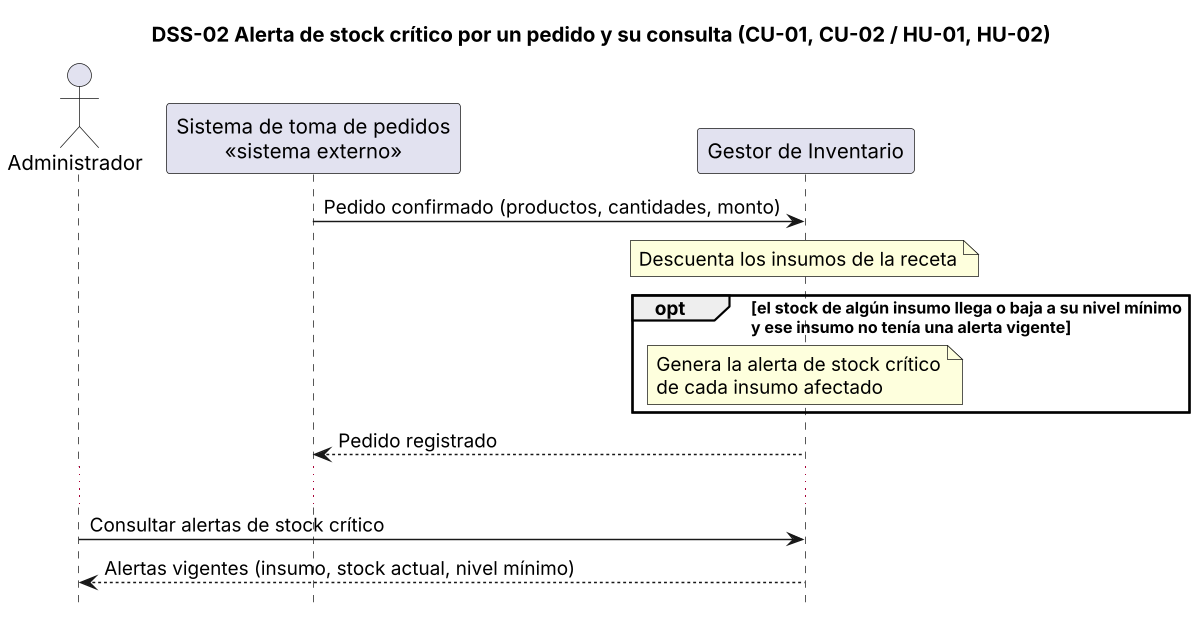 DSS-02 Alerta de stock crítico por un pedido y su consulta (CU-01, CU-02 / HU-01, HU-02)
Administrador
Sistema de toma de pedidos
«sistema externo»
Gestor de Inventario
Pedido confirmado (productos, cantidades, monto)
Descuenta los insumos de la receta
opt
[el stock de algún insumo llega o baja a su nivel mínimo
y ese insumo no tenía una alerta vigente]
Genera la alerta de stock crítico
de cada insumo afectado
Pedido registrado
Consultar alertas de stock crítico
Alertas vigentes (insumo, stock actual, nivel mínimo)